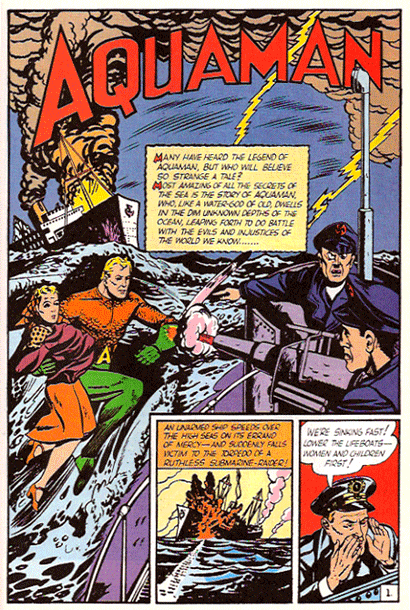 AQUAMAN
MANY HAVE HEARD THE LEGEND OF
AQUAMAN, BUT WHO WILL BELIEVE
SO STRANGE A TALE?
MOST AMAZING OF ALL THE SECRETS OF
THE SEA IS THE STORY OF AQUAMAN,
WHO, LIKE A WATER-GOD OF OLD, DWELLS
IN THE DIM UNKNOWN DEPTHS OF THE
OCEAN, LEAPING FORTH TO DO BATTLE
WITH THE EVILS AND INJUSTICES OF
THE WORLD WE KNOW......
A
AN UNARMED SHIP SPEEDS OVER
THE HIGH SEAS ON ITS ERRAND
OF MERCY—AND SUDDENLY FALLS
VICTIM TO THE TORPEDO OF A
RUTHLESS SUBMARINE-RAIDER!
WE'RE SINKING FAST!
LOWER THE LIFEBOATS—
WOMEN AND CHILDREN
FIRST!
1.